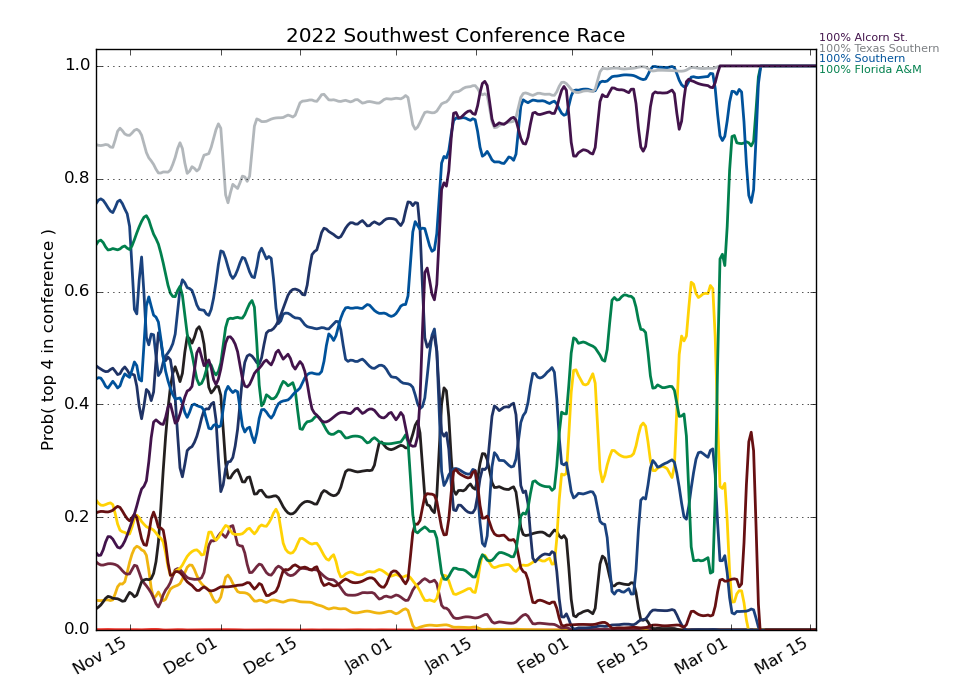 2022 Southwest Conference Race
100% Alcorn St.
100% Texas Southern
100% Southern
100% Florida A&M
Prob( top 4 in conference )
1.0
0.8
0.6
0.4
0.2
0.0
Nov 15
Dec 01
Dec 15
Jan 01
Jan 15
Feb 01
Feb 15
Mar 01
Mar 15